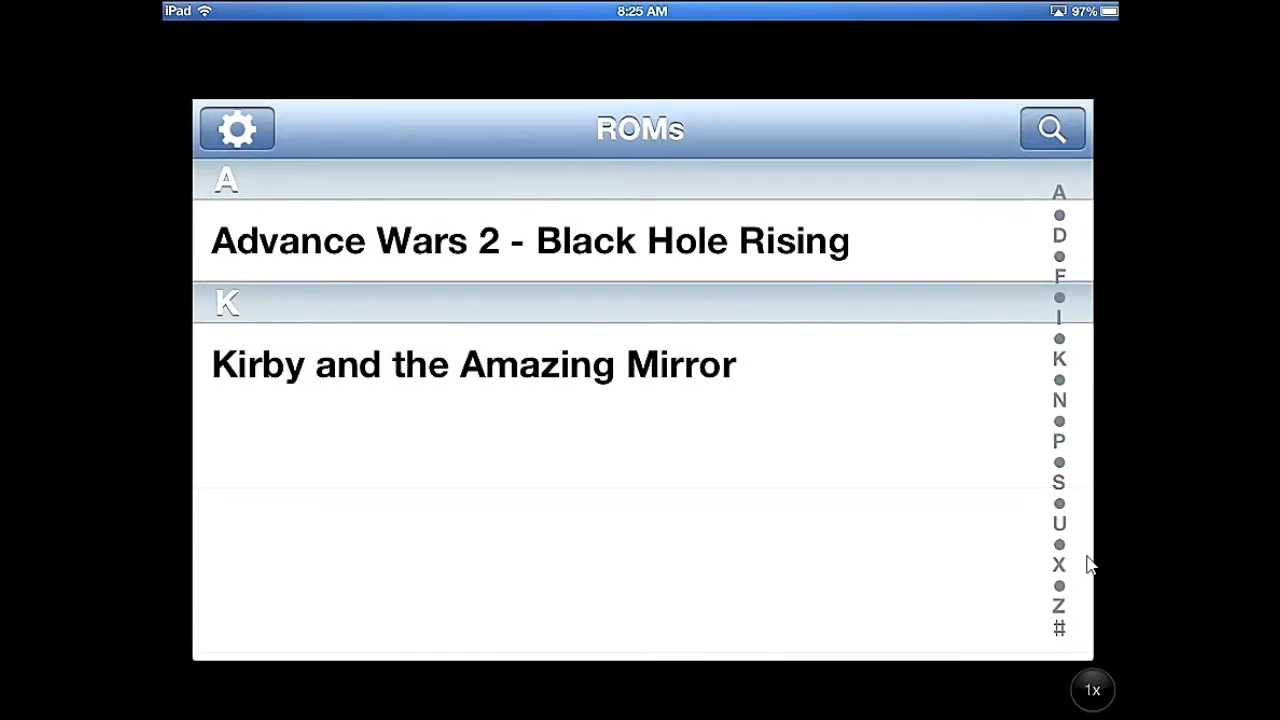 iPad 8:25 AM 97%
ROMs
A
Advance Wars 2 - Black Hole Rising
K
Kirby and the Amazing Mirror
A
D
F
I
K
N
P
S
U
X
Z
#
1x